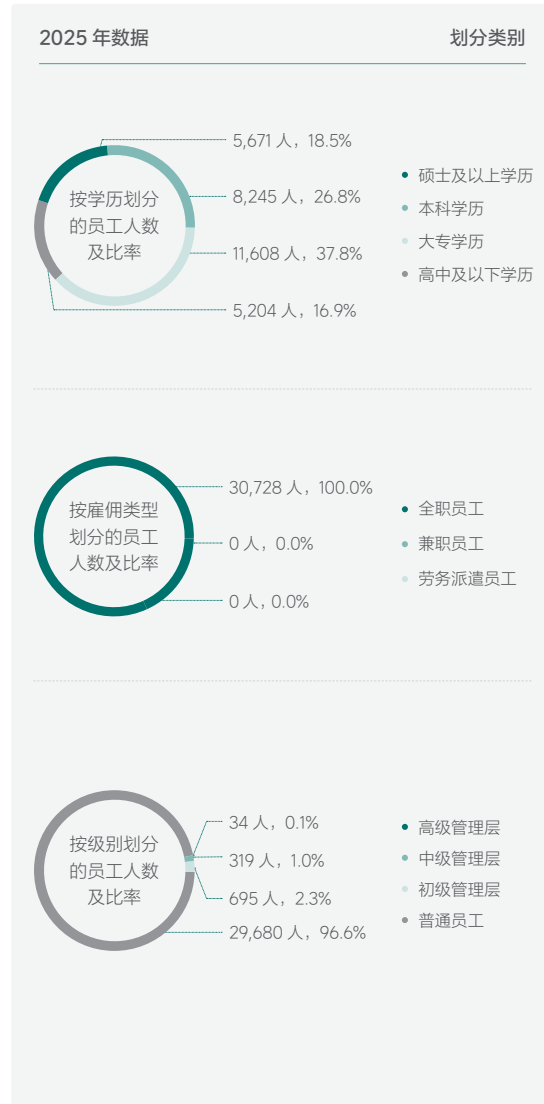 2025 年数据
划分类别
按学历划分
的员工人数
及比率
5,671 人，18.5%
8,245 人，26.8%
11,608 人，37.8%
5,204 人，16.9%
硕士及以上学历
本科学历
大专学历
高中及以下学历
按雇佣类型
划分的员工
人数及比率
30,728 人，100.0%
0 人，0.0%
0 人，0.0%
全职员工
兼职员工
劳务派遣员工
按级别划分
的员工人数
及比率
34 人，0.1%
319 人，1.0%
695 人，2.3%
29,680 人，96.6%
高级管理层
中级管理层
初级管理层
普通员工